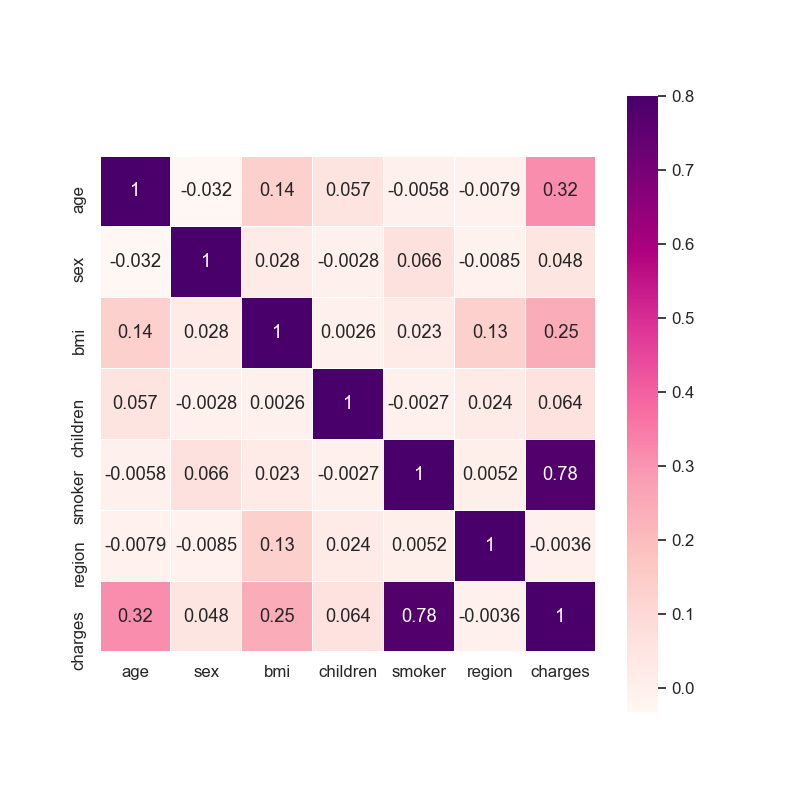 0.8
0.7
0.6
0.5
0.4
0.3
0.2
0.1
0.0
age 1 -0.032 0.14 0.057 -0.0058 -0.0079 0.32
sex -0.032 1 0.028 -0.0028 0.066 -0.0085 0.048
bmi 0.14 0.028 1 0.0026 0.023 0.13 0.25
children 0.057 -0.0028 0.0026 1 -0.0027 0.024 0.064
smoker -0.0058 0.066 0.023 -0.0027 1 0.0052 0.78
region -0.0079 -0.0085 0.13 0.024 0.0052 1 -0.0036
charges 0.32 0.048 0.25 0.064 0.78 -0.0036 1
age sex bmi children smoker region charges